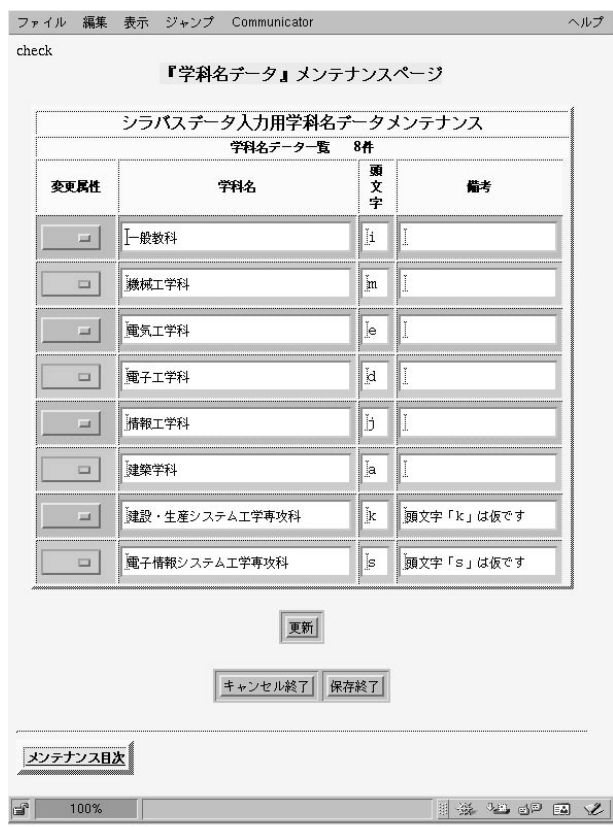 ファイル 編集 表示 ジャンプ Communicator ヘルプ
check
『学科名データ』メンテナンスページ
シラバスデータ入力用学科名データメンテナンス
学科名データ一覧 8件
変更属性 学科名 頭文字 備考
一般教科 i
機械工学科 m
電気工学科 e
電子工学科 d
情報工学科 j
建築学科 a
建設・生産システム工学専攻科 k 頭文字「k」は仮です
電子情報システム工学専攻科 s 頭文字「s」は仮です
更新
キャンセル終了 保存終了
メンテナンス目次
100%